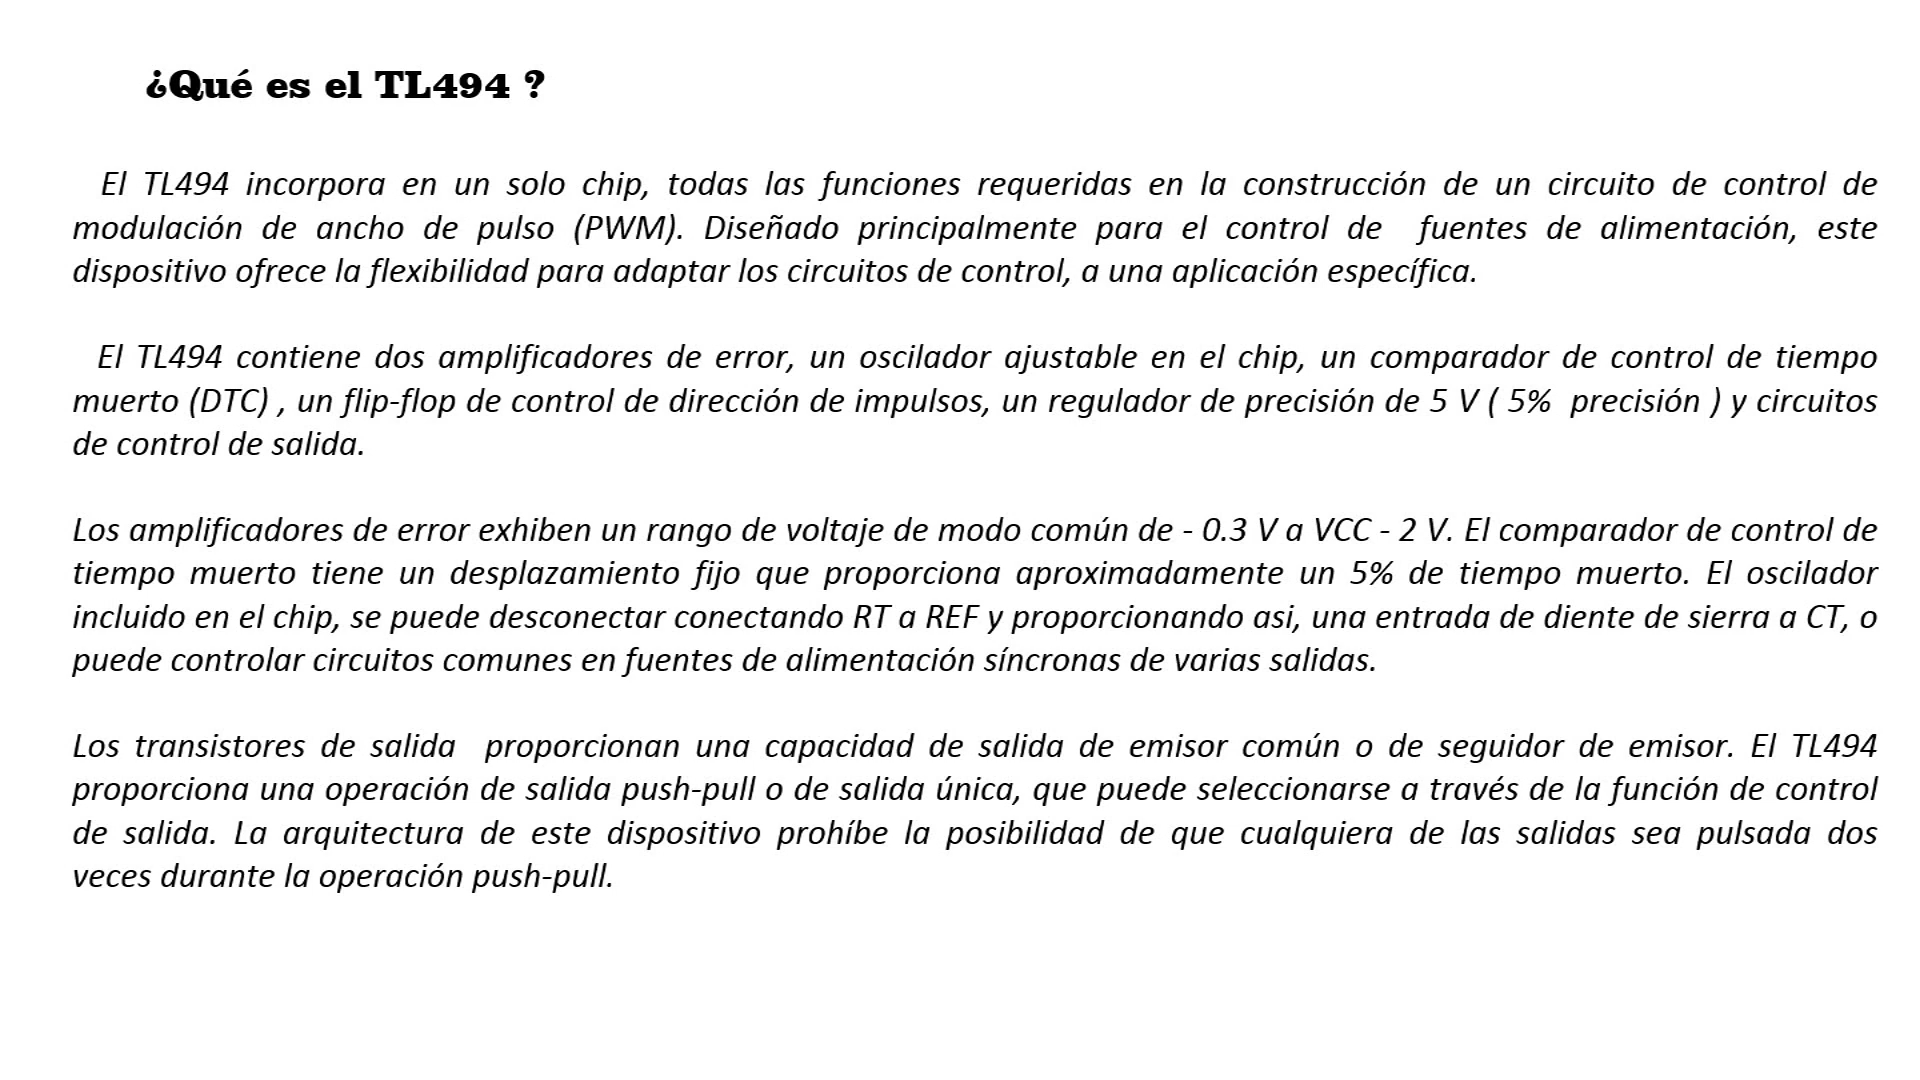 ¿Qué es el TL494 ?
El TL494 incorpora en un solo chip, todas las funciones requeridas en la construcción de un circuito de control de
modulación de ancho de pulso (PWM). Diseñado principalmente para el control de fuentes de alimentación, este
dispositivo ofrece la flexibilidad para adaptar los circuitos de control, a una aplicación específica.
El TL494 contiene dos amplificadores de error, un oscilador ajustable en el chip, un comparador de control de tiempo
muerto (DTC) , un flip-flop de control de dirección de impulsos, un regulador de precisión de 5 V ( 5% precisión ) y circuitos
de control de salida.
Los amplificadores de error exhiben un rango de voltaje de modo común de - 0.3 V a VCC - 2 V. El comparador de control de
tiempo muerto tiene un desplazamiento fijo que proporciona aproximadamente un 5% de tiempo muerto. El oscilador
incluido en el chip, se puede desconectar conectando RT a REF y proporcionando asi, una entrada de diente de sierra a CT, o
puede controlar circuitos comunes en fuentes de alimentación síncronas de varias salidas.
Los transistores de salida proporcionan una capacidad de salida de emisor común o de seguidor de emisor. El TL494
proporciona una operación de salida push-pull o de salida única, que puede seleccionarse a través de la función de control
de salida. La arquitectura de este dispositivo prohíbe la posibilidad de que cualquiera de las salidas sea pulsada dos
veces durante la operación push-pull.